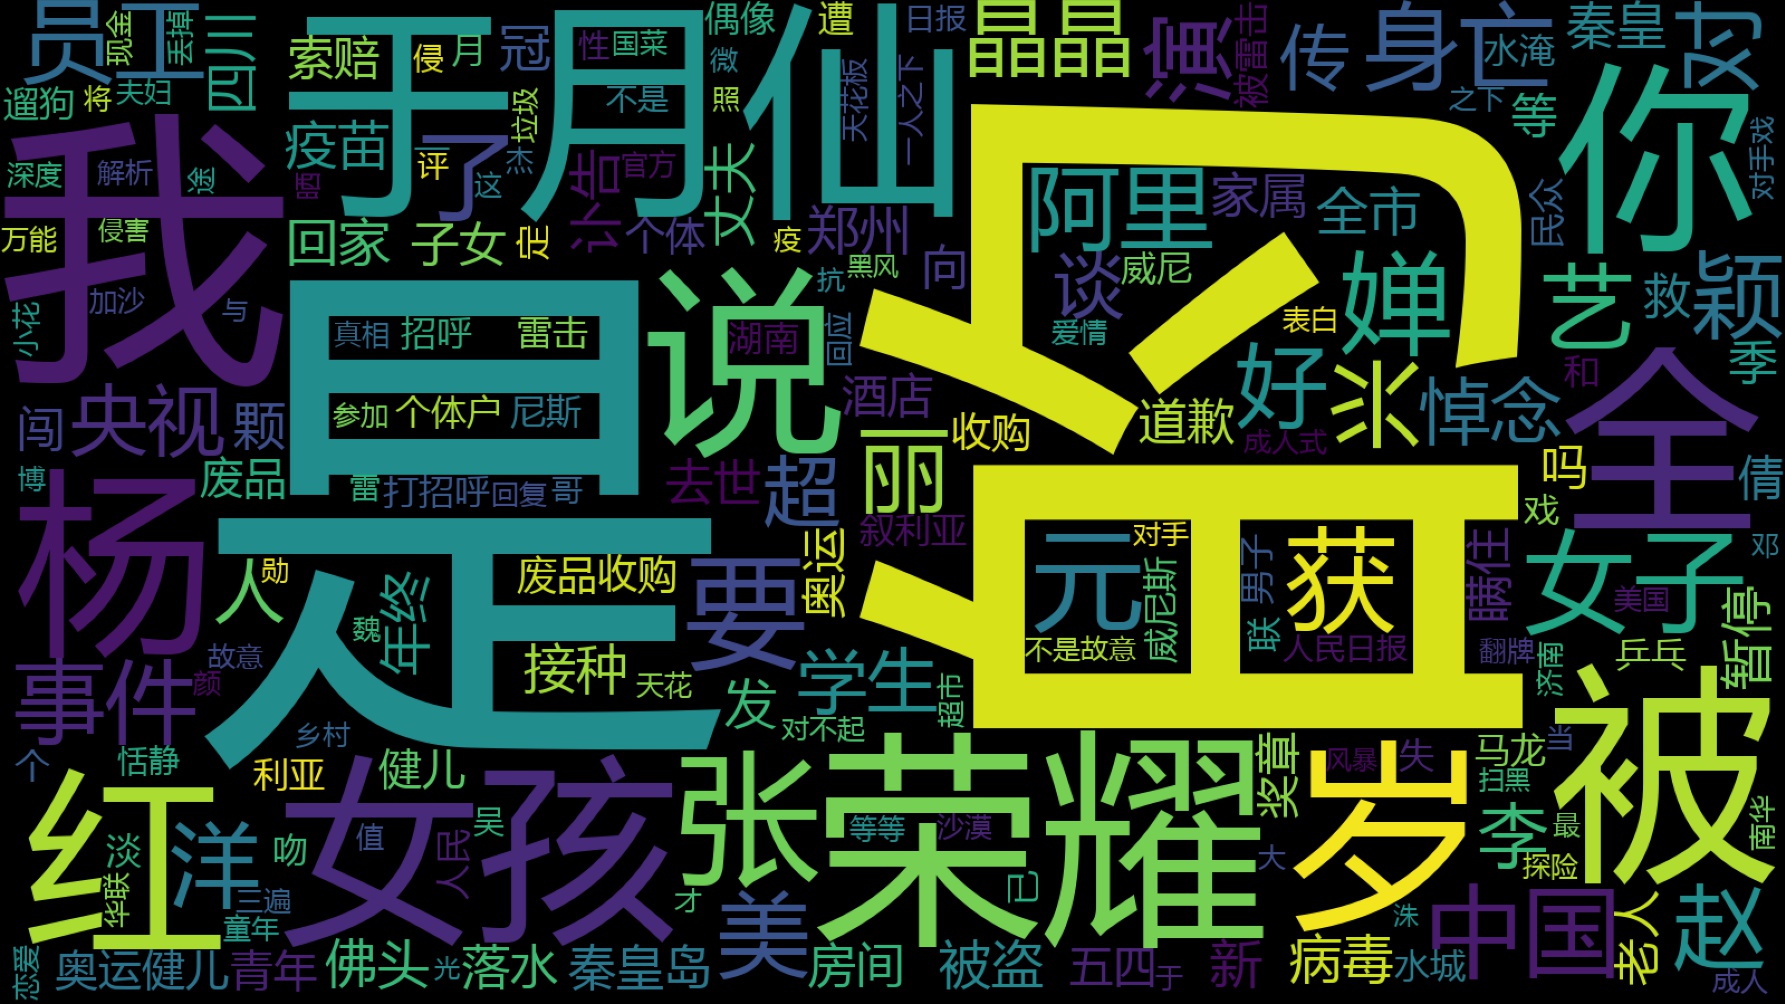 员工
现金
丢掉
四川
于月仙
索赔
侵
月
冠
性
国菜
偶像
遭
日报
晶晶
演
被雷击
传
身亡
水淹
秦皇
对
遛狗
将
夫妇
疫苗
了
评
这
杰
垃圾
不是
微
照
天花板
一人之下
之下
等
你
对手戏
我
深度
解析
途
万能
侵害
加沙
与
小花
回家
子女
定
讣告
官方
个体
丈夫
疫
郑州
抗
黑风
向
阿里
谈
威尼
家属
全市
民众
爱情
表白
婵
艺
救
颖
季
是
真相
招呼
雷击
参加
个体户
尼斯
说
湖南
回应
酒店
丽
收购
道歉
好
成人式
米
悼念
和
全
倩
吗
戏
邓
闯
央视
颗
博
废品
雷
打招呼
回复
哥
去世
超
叙利亚
奥运
杨
人
勋
魏
年终
废品收购
接种
天花
要
元
对手
不是故意
威尼斯
男子
联
获
人民日报
瞒住
翻牌
女子
美国
济南
乒乓
暂停
事件
颜
故意
乡村
学生
发
对不起
超市
个
恬静
利亚
健儿
红
洋
淡
华联
三遍
童年
吻
女孩
值
人民
吴
张
荣耀
等等
沙漠
已
才
奖章
大
岁
风暴
失
马龙
扫黑
当
被
李
最
探险
南华
恋爱
奥运健儿
青年
佛头
光
落水
秦皇岛
美
房间
被盗
五四
于
新
病毒
洙
水城
中国
老人
赵
成人